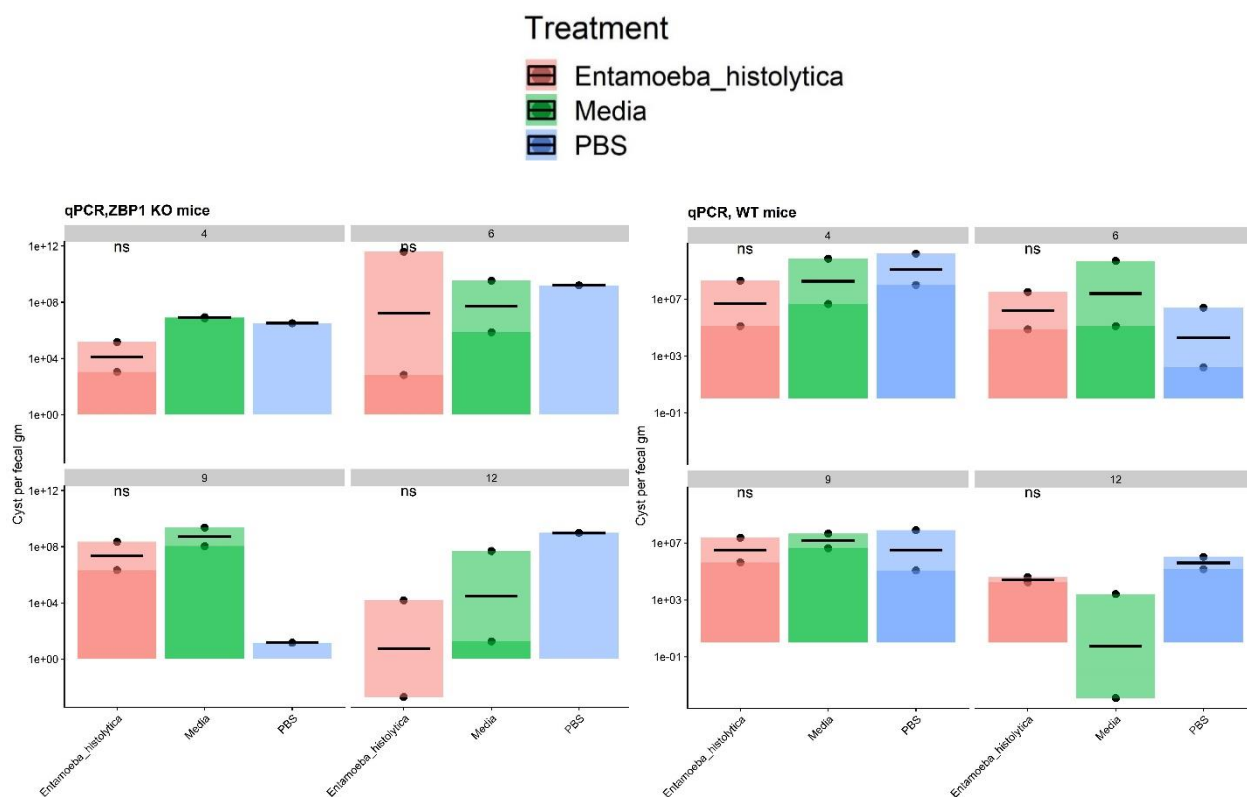 Treatment
Entamoeba_histolytica
Media
PBS
qPCR,ZBP1 KO mice
4
6
ns
ns
1e+12
1e+08
1e+04
1e+00
9
12
ns
ns
1e+12
1e+08
1e+04
1e+00
Cyst per fecal gm
Entamoeba_histolytica
Media
PBS
Entamoeba_histolytica
Media
PBS
qPCR, WT mice
4
6
ns
ns
1e+07
1e+03
1e-01
9
12
ns
ns
1e+07
1e+03
1e-01
Cyst per fecal gm
Entamoeba_histolytica
Media
PBS
Entamoeba_histolytica
Media
PBS